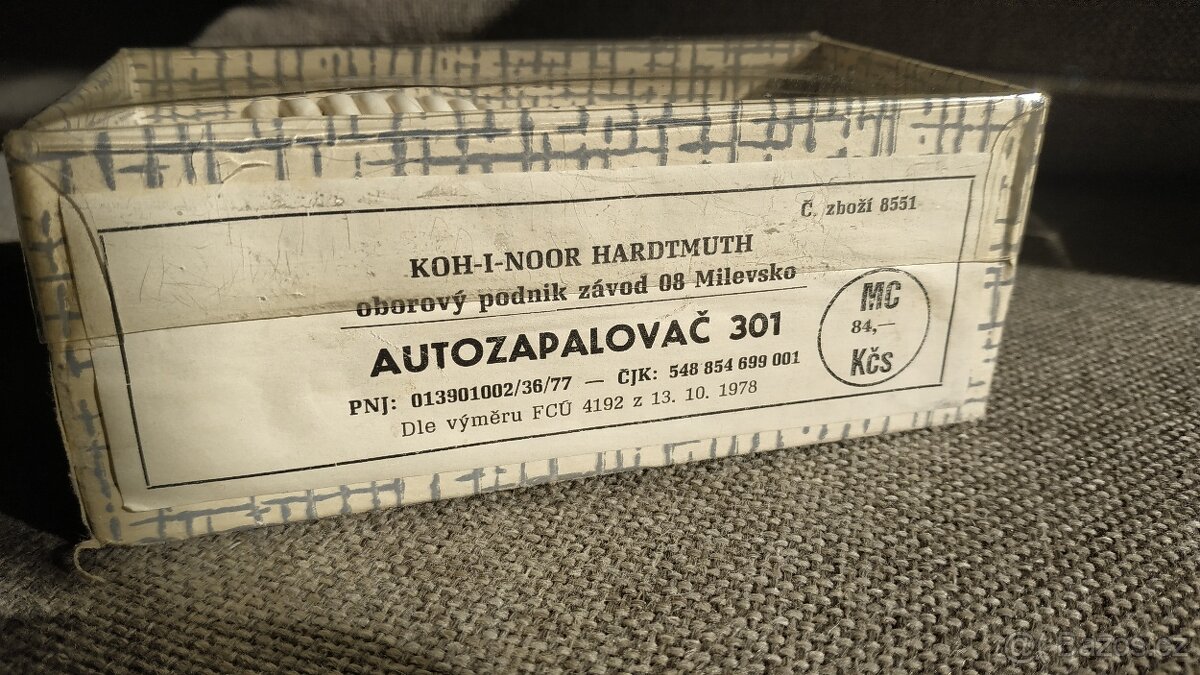 Č. zboží 8551
KOH-I-NOOR HARDTMUTH
oborový podnik závod 08 Milevsko
AUTOZAPALOVAČ 301
PNJ: 013901002/36/77 — ČJK: 548 854 699 001
Dle výměru FCÚ 4192 z 13. 10. 1978
MC
84,—
Kčs
Bazos.cz